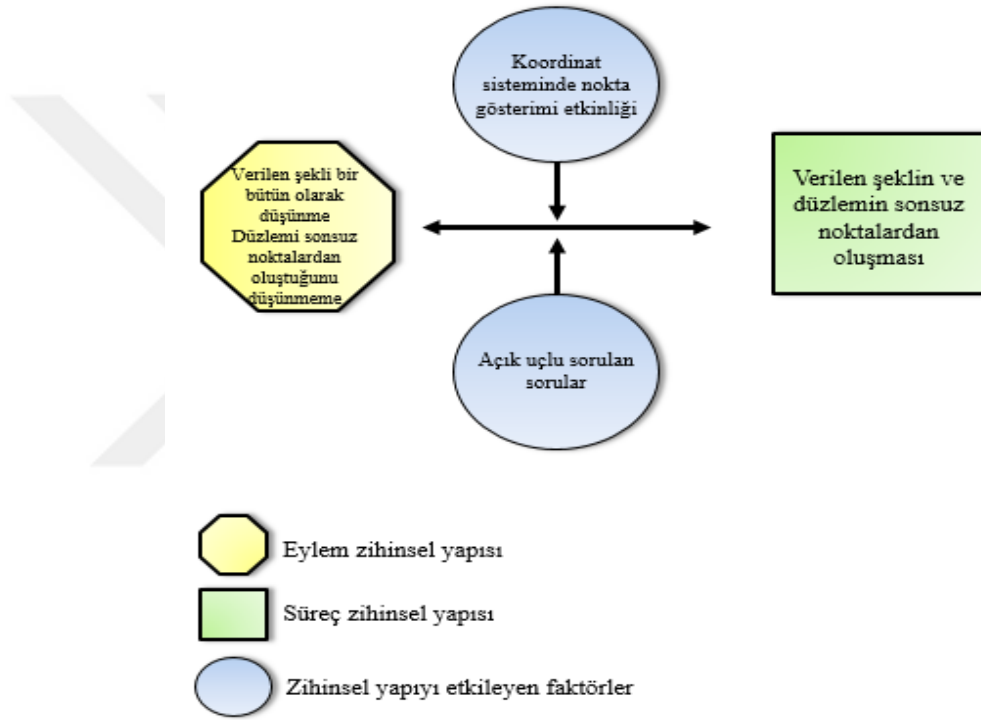 Koordinat
sisteminde nokta
gösterimi etkinliği
Verilen şekli bir
bütün olarak
düşünme
Düzlemi sonsuz
noktalardan
oluştuğunu
düşünmeme
Verilen şeklin ve
düzlemin sonsuz
noktalardan
oluşması
Açık uçlu sorulan
sorular
Eylem zihinsel yapısı
Süreç zihinsel yapısı
Zihinsel yapıyı etkileyen faktörler